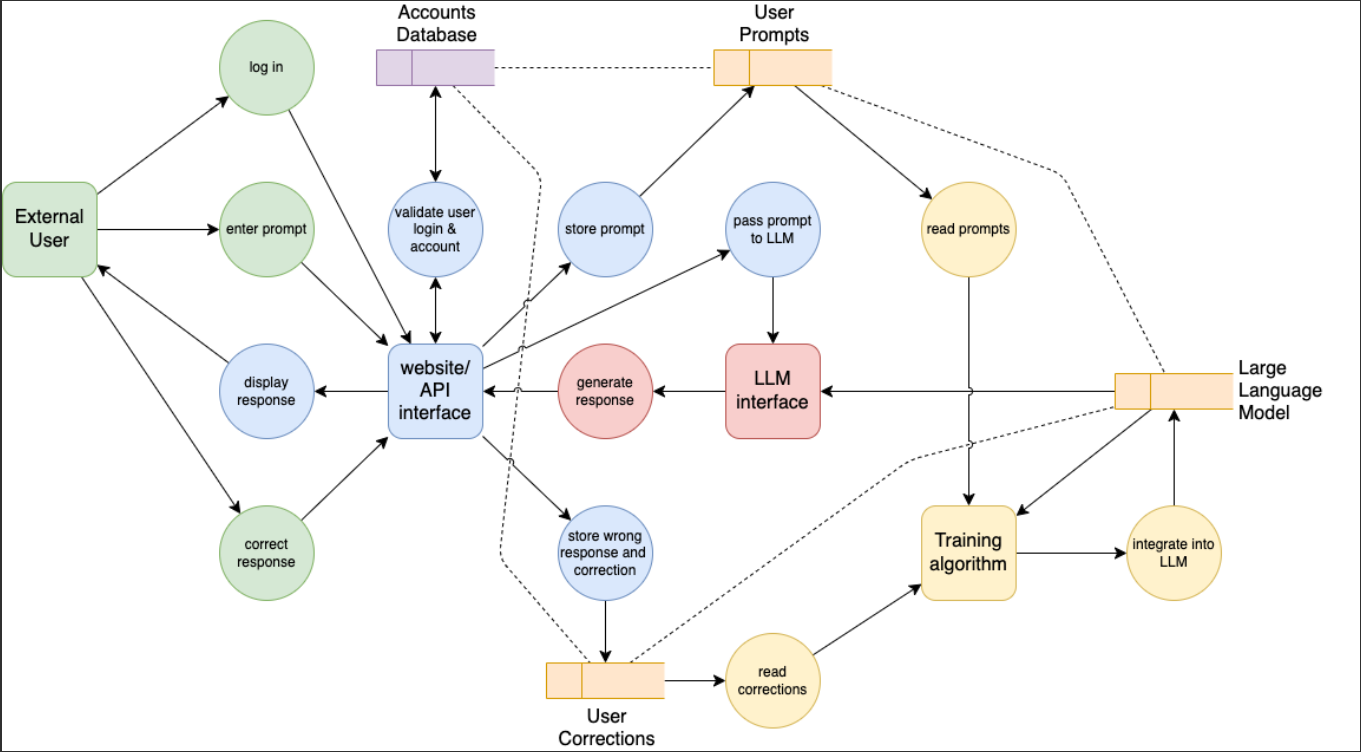 Accounts
Database
User
Prompts
log in
External
User
enter prompt
validate user
login &
account
store prompt
pass prompt
to LLM
read prompts
display
response
website/
API
interface
generate
response
LLM
interface
Large
Language
Model
correct
response
store wrong
response and
correction
Training
algorithm
integrate into
LLM
read
corrections
User
Corrections